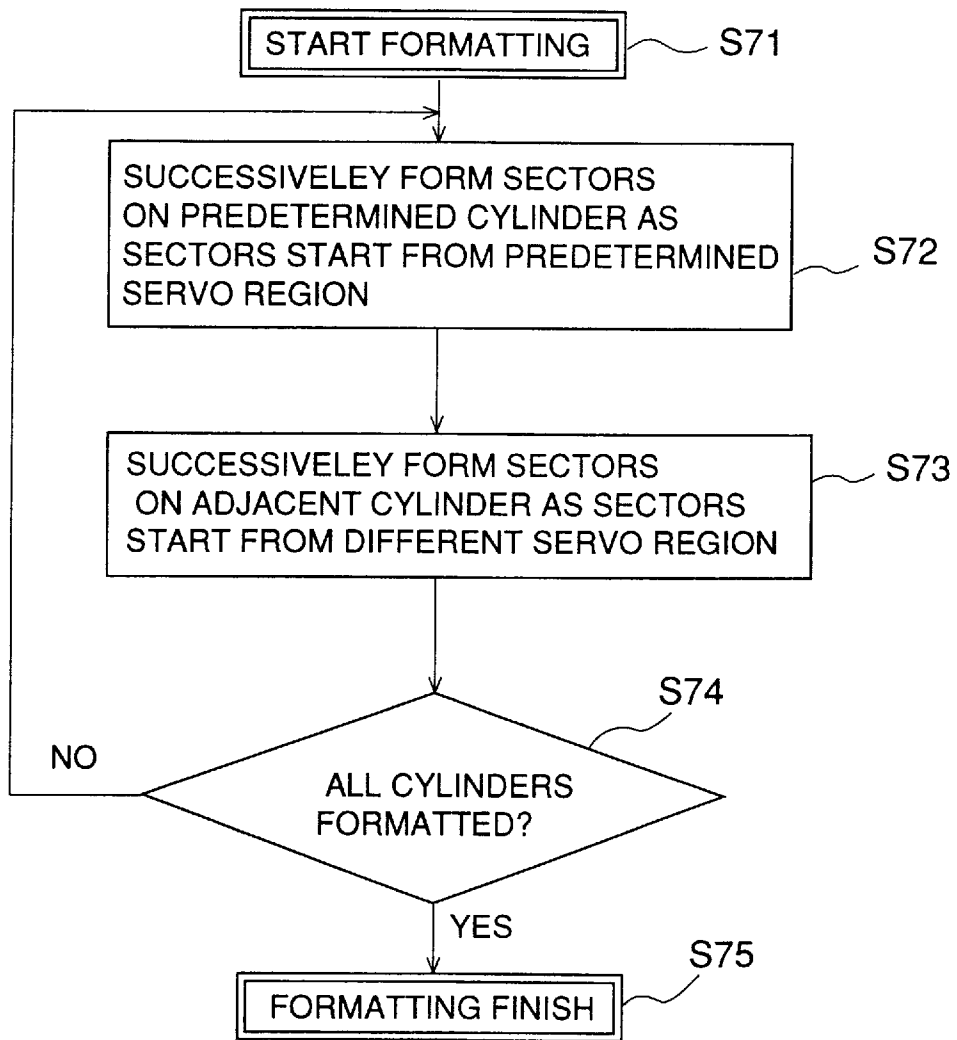 START FORMATTING
S71
SUCCESSIVELEY FORM SECTORS
ON PREDETERMINED CYLINDER AS
SECTORS START FROM PREDETERMINED
SERVO REGION
S72
SUCCESSIVELEY FORM SECTORS
ON ADJACENT CYLINDER AS SECTORS
START FROM DIFFERENT SERVO REGION
S73
S74
NO
ALL CYLINDERS
FORMATTED?
YES
S75
FORMATTING FINISH